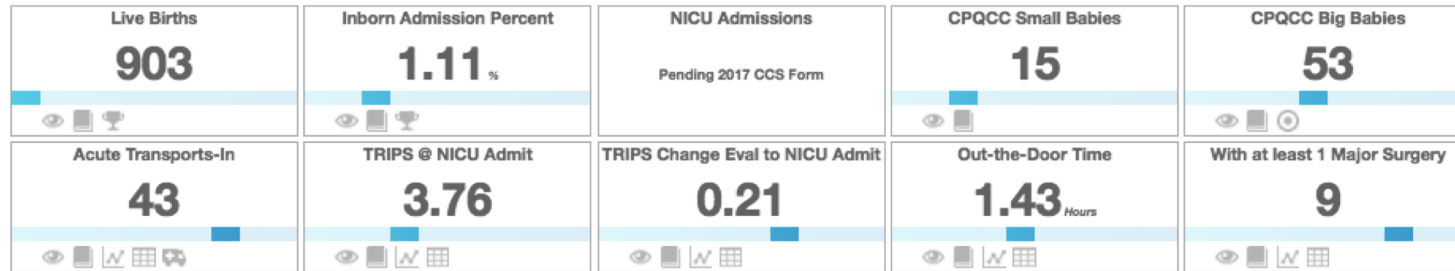 Live Births
903
Inborn Admission Percent
1.11 %
NICU Admissions
Pending 2017 CCS Form
CPQCC Small Babies
15
CPQCC Big Babies
53
Acute Transports-In
43
TRIPS @ NICU Admit
3.76
TRIPS Change Eval to NICU Admit
0.21
Out-the-Door Time
1.43 Hours
With at least 1 Major Surgery
9